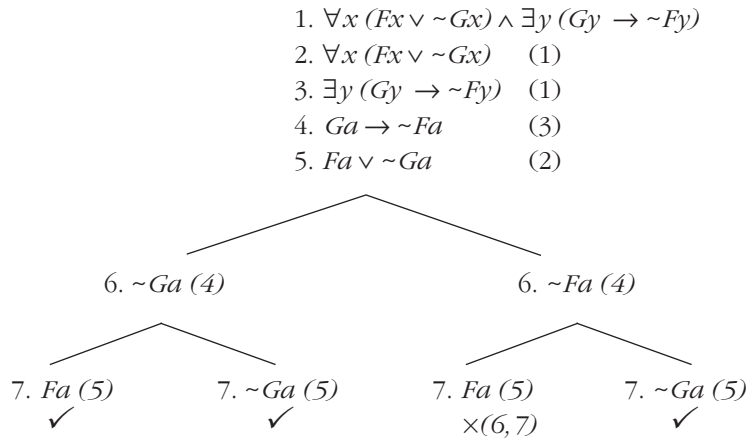 1. ∀x (Fx ∨ ~Gx) ∧ ∃y (Gy → ~Fy)
2. ∀x (Fx ∨ ~Gx) (1)
3. ∃y (Gy → ~Fy) (1)
4. Ga → ~Fa (3)
5. Fa ∨ ~Ga (2)
6. ~Ga (4) 6. ~Fa (4)
7. Fa (5) 7. ~Ga (5) 7. Fa (5) 7. ~Ga (5)
✓ ✓ ×(6, 7) ✓